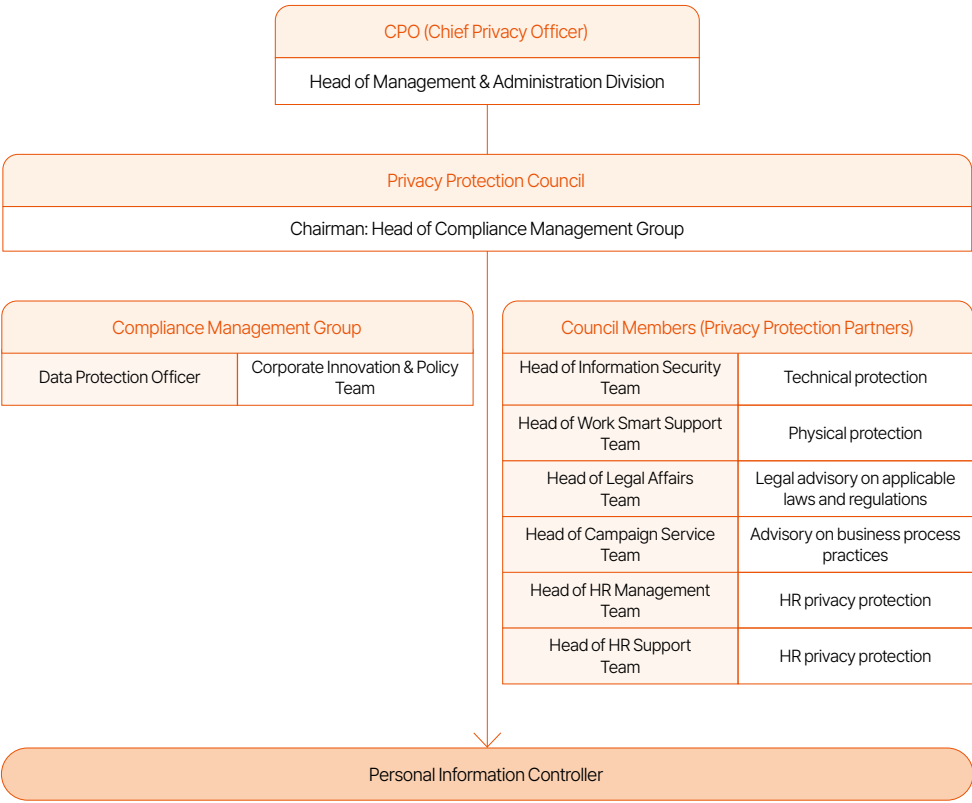 CPO (Chief Privacy Officer)
Head of Management & Administration Division
Privacy Protection Council
Chairman: Head of Compliance Management Group
Compliance Management Group
Data Protection Officer
Corporate Innovation & Policy
Team
Council Members (Privacy Protection Partners)
Head of Information Security
Team
Technical protection
Head of Work Smart Support
Team
Physical protection
Head of Legal Affairs
Team
Legal advisory on applicable
laws and regulations
Head of Campaign Service
Team
Advisory on business process
practices
Head of HR Management
Team
HR privacy protection
Head of HR Support
Team
HR privacy protection
Personal Information Controller